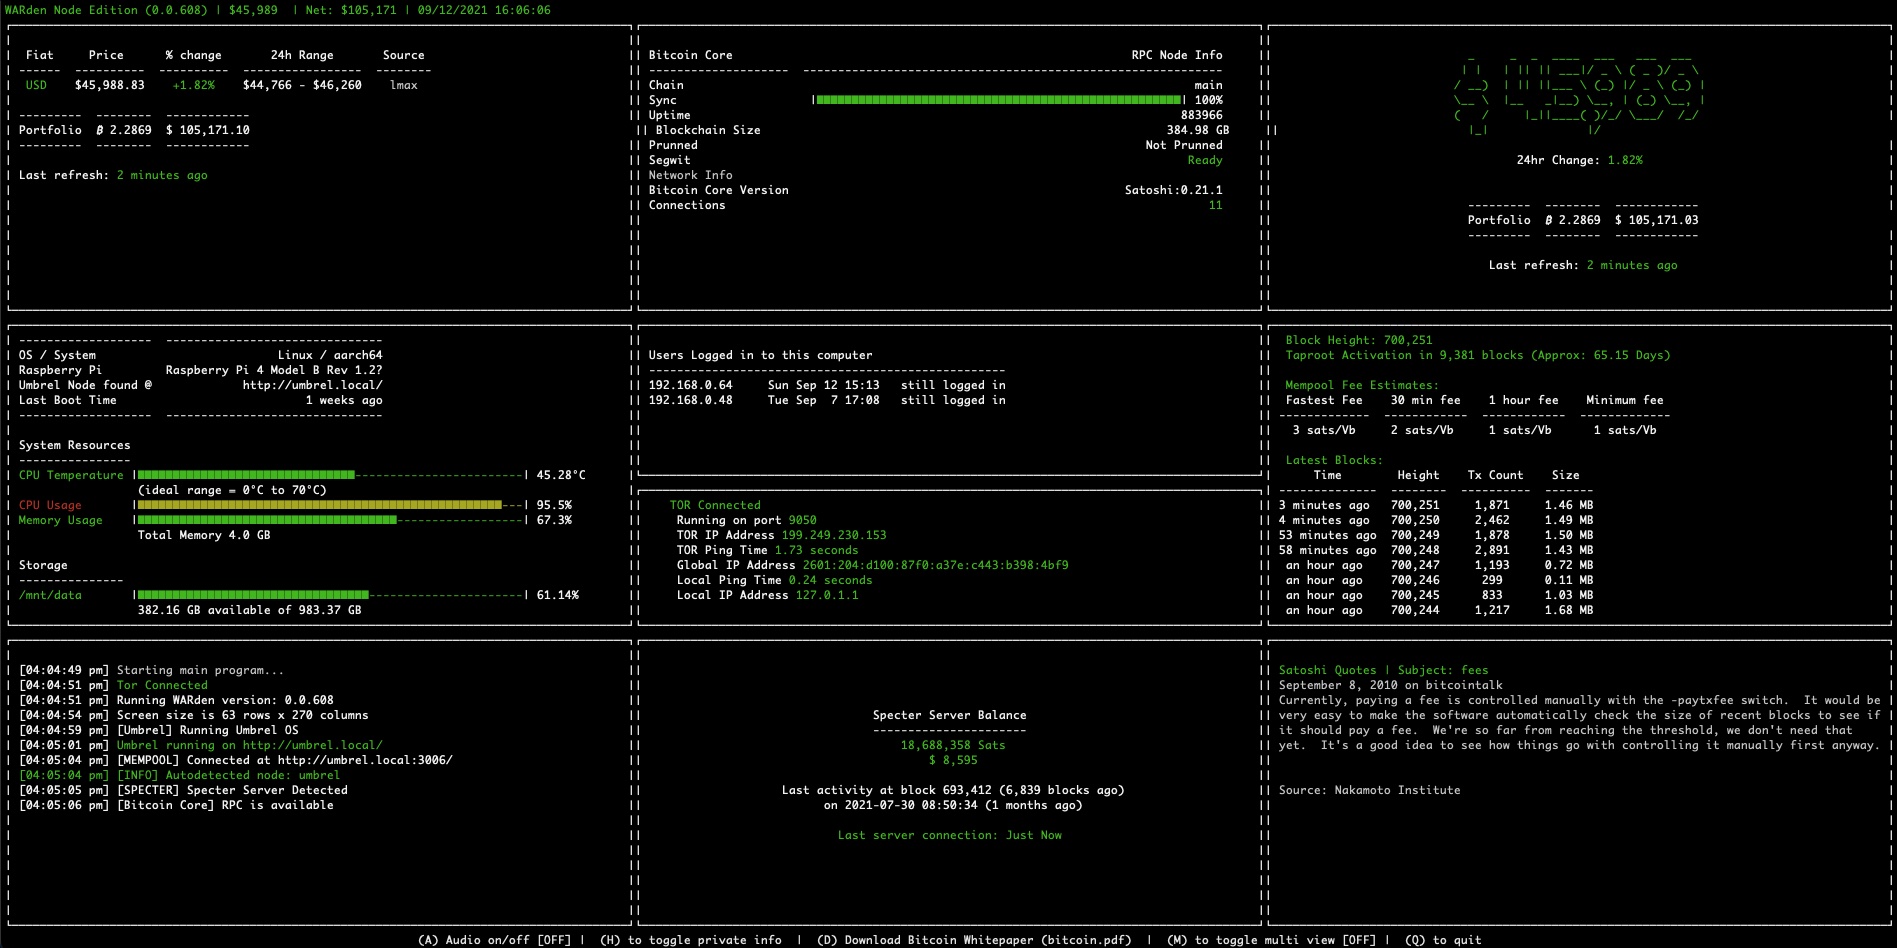 WARden Node Edition (0.0.608) | $45,989 | Net: $105,171 | 09/12/2021 16:06:06
Fiat Price % change 24h Range Source
USD $45,988.83 +1.82% $44,766 - $46,260 lmax
Portfolio ₿ 2.2869 $ 105,171.10
Last refresh: 2 minutes ago
Bitcoin Core RPC Node Info
Chain main
Sync 100%
Uptime 883966
Blockchain Size 384.98 GB
Prunned Not Prunned
Segwit Ready
Network Info
Bitcoin Core Version Satoshi:0.21.1
Connections 11
$45,989
24hr Change: 1.82%
Portfolio ₿ 2.2869 $ 105,171.03
Last refresh: 2 minutes ago
OS / System Linux / aarch64
Raspberry Pi Raspberry Pi 4 Model B Rev 1.2?
Umbrel Node found @ http://umbrel.local/
Last Boot Time 1 weeks ago
System Resources
CPU Temperature 45.28°C
(ideal range = 0°C to 70°C)
CPU Usage 95.5%
Memory Usage 67.3%
Total Memory 4.0 GB
Storage
/mnt/data 61.14%
382.16 GB available of 983.37 GB
Users Logged in to this computer
192.168.0.64 Sun Sep 12 15:13 still logged in
192.168.0.48 Tue Sep 7 17:08 still logged in
TOR Connected
Running on port 9050
TOR IP Address 199.249.230.153
TOR Ping Time 1.73 seconds
Global IP Address 2601:204:d100:87f0:a37e:c443:b398:4bf9
Local Ping Time 0.24 seconds
Local IP Address 127.0.1.1
Block Height: 700,251
Taproot Activation in 9,381 blocks (Approx: 65.15 Days)
Mempool Fee Estimates:
Fastest Fee 30 min fee 1 hour fee Minimum fee
3 sats/Vb 2 sats/Vb 1 sats/Vb 1 sats/Vb
Latest Blocks:
Time Height Tx Count Size
3 minutes ago 700,251 1,871 1.46 MB
4 minutes ago 700,250 2,462 1.49 MB
53 minutes ago 700,249 1,878 1.50 MB
58 minutes ago 700,248 2,891 1.43 MB
an hour ago 700,247 1,193 0.72 MB
an hour ago 700,246 299 0.11 MB
an hour ago 700,245 833 1.03 MB
an hour ago 700,244 1,217 1.68 MB
[04:04:49 pm] Starting main program...
[04:04:51 pm] Tor Connected
[04:04:51 pm] Running WARden version: 0.0.608
[04:04:54 pm] Screen size is 63 rows x 270 columns
[04:04:59 pm] [Umbrel] Running Umbrel OS
[04:05:01 pm] Umbrel running on http://umbrel.local/
[04:05:04 pm] [MEMPOOL] Connected at http://umbrel.local:3006/
[04:05:04 pm] [INFO] Autodetected node: umbrel
[04:05:05 pm] [SPECTER] Specter Server Detected
[04:05:06 pm] [Bitcoin Core] RPC is available
Specter Server Balance
18,688,358 Sats
$ 8,595
Last activity at block 693,412 (6,839 blocks ago)
on 2021-07-30 08:50:34 (1 months ago)
Last server connection: Just Now
Satoshi Quotes | Subject: fees
September 8, 2010 on bitcointalk
Currently, paying a fee is controlled manually with the -paytxfee switch. It would be
very easy to make the software automatically check the size of recent blocks to see if
it should pay a fee. We're so far from reaching the threshold, we don't need that
yet. It's a good idea to see how things go with controlling it manually first anyway.
Source: Nakamoto Institute
(A) Audio on/off [OFF] | (H) to toggle private info | (D) Download Bitcoin Whitepaper (bitcoin.pdf) | (M) to toggle multi view [OFF] | (Q) to quit